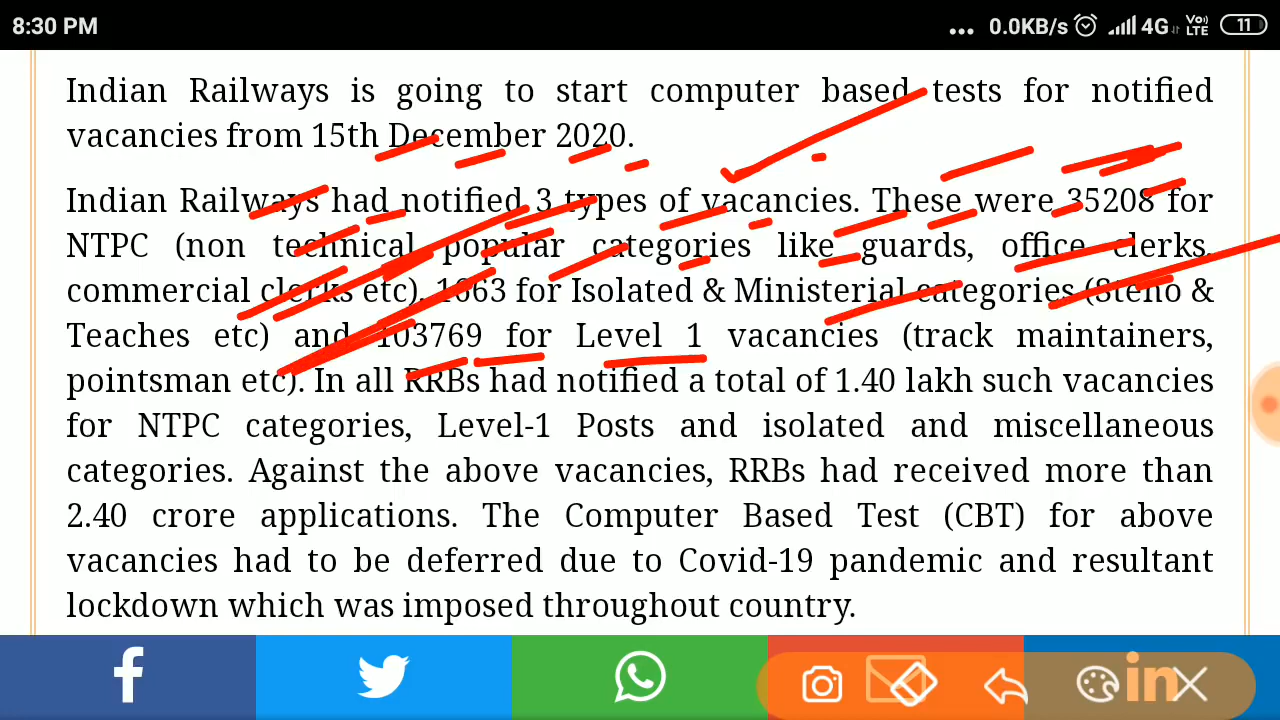 8:30 PM
... 0.0KB/s 4G Vo) LTE 11
Indian Railways is going to start computer based tests for notified
vacancies from 15th December 2020.
Indian Railways had notified 3 types of vacancies. These were 35208 for
NTPC (non technical popular categories like guards, office clerks,
commercial clerks etc), 1663 for Isolated & Ministerial categories (Steno &
Teaches etc) and 103769 for Level 1 vacancies (track maintainers,
pointsman etc). In all RRBs had notified a total of 1.40 lakh such vacancies
for NTPC categories, Level-1 Posts and isolated and miscellaneous
categories. Against the above vacancies, RRBs had received more than
2.40 crore applications. The Computer Based Test (CBT) for above
vacancies had to be deferred due to Covid-19 pandemic and resultant
lockdown which was imposed throughout country.
f in